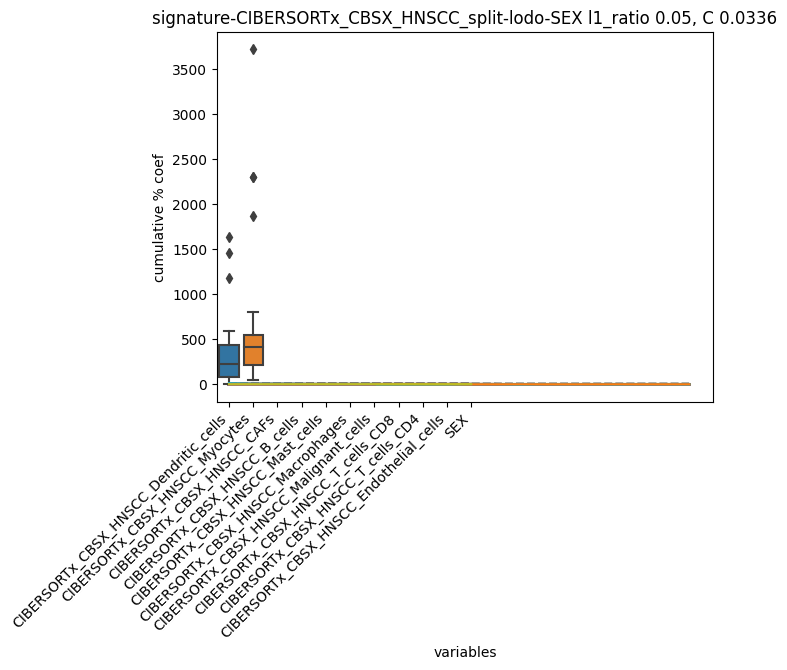 signature-CIBERSORTx_CBSX_HNSCC_split-lodo-SEX l1_ratio 0.05, C 0.0336
cumulative % coef
3500
3000
2500
2000
1500
1000
500
0
CIBERSORTx_CBSX_HNSCC_Dendritic_cells
CIBERSORTx_CBSX_HNSCC_Myocytes
CIBERSORTx_CBSX_HNSCC_CAFs
CIBERSORTx_CBSX_HNSCC_B_cells
CIBERSORTx_CBSX_HNSCC_Mast_cells
CIBERSORTx_CBSX_HNSCC_Macrophages
CIBERSORTx_CBSX_HNSCC_Malignant_cells
CIBERSORTx_CBSX_HNSCC_T_cells_CD8
CIBERSORTx_CBSX_HNSCC_T_cells_CD4
CIBERSORTx_CBSX_HNSCC_Endothelial_cells
SEX
variables